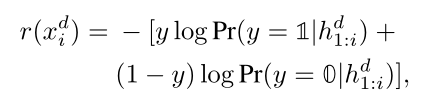 r(x_i^d) = − [y log Pr(y = 𝟙|h_{1:i}^d) +
(1 − y) log Pr(y = 𝟘|h_{1:i}^d)],